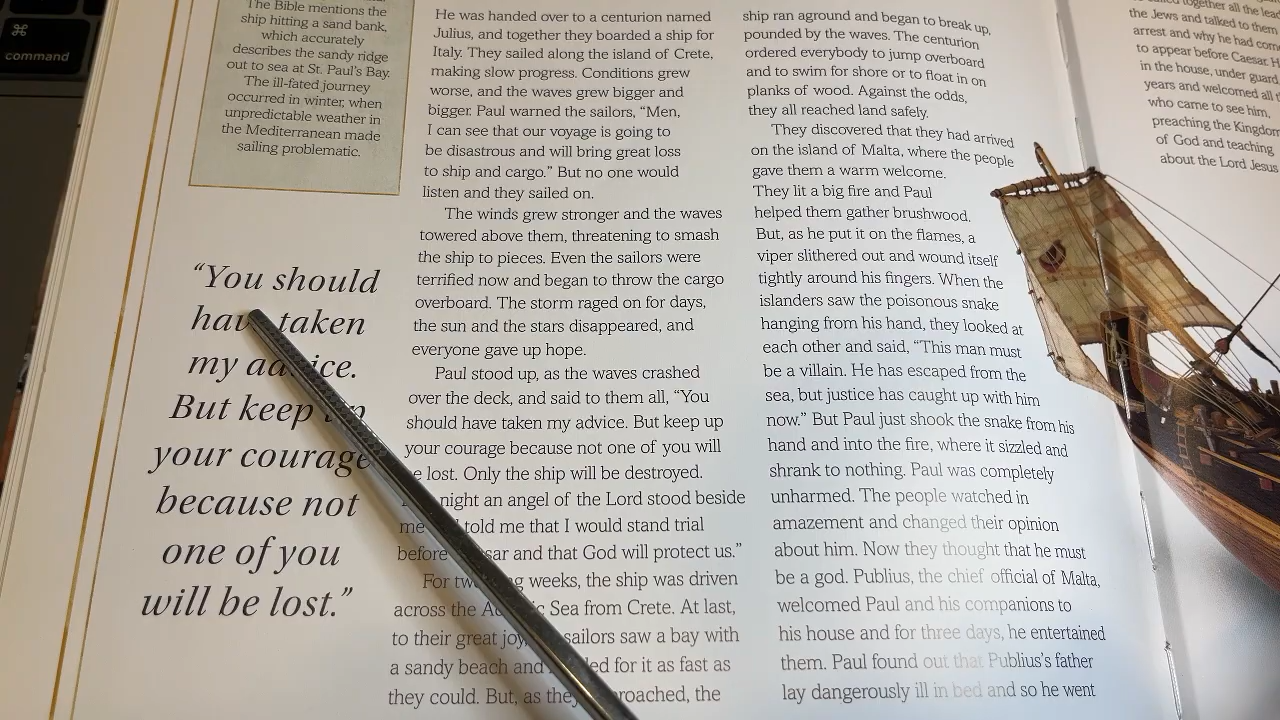 ⌘
command
The Bible mentions the
ship hitting a sand bank,
which accurately
describes the sandy ridge
out to sea at St. Paul's Bay.
The ill-fated journey
occurred in winter, when
unpredictable weather in
the Mediterranean made
sailing problematic.
"You should
have taken
my advice.
But keep up
your courage
because not
one of you
will be lost."
He was handed over to a centurion named
Julius, and together they boarded a ship for
Italy. They sailed along the island of Crete,
making slow progress. Conditions grew
worse, and the waves grew bigger and
bigger. Paul warned the sailors, "Men,
I can see that our voyage is going to
be disastrous and will bring great loss
to ship and cargo." But no one would
listen and they sailed on.
The winds grew stronger and the waves
towered above them, threatening to smash
the ship to pieces. Even the sailors were
terrified now and began to throw the cargo
overboard. The storm raged on for days,
the sun and the stars disappeared, and
everyone gave up hope.
Paul stood up, as the waves crashed
over the deck, and said to them all, "You
should have taken my advice. But keep up
your courage because not one of you will
be lost. Only the ship will be destroyed.
night an angel of the Lord stood beside
me told me that I would stand trial
before and that God will protect us."
For weeks, the ship was driven
across the Sea from Crete. At last,
to their great joy, sailors saw a bay with
a sandy beach and for it as fast as
they could. But, as they approached, the
ship ran aground and began to break up,
pounded by the waves. The centurion
ordered everybody to jump overboard
and to swim for shore or to float in on
planks of wood. Against the odds,
they all reached land safely.
They discovered that they had arrived
on the island of Malta, where the people
gave them a warm welcome.
They lit a big fire and Paul
helped them gather brushwood.
But, as he put it on the flames, a
viper slithered out and wound itself
tightly around his fingers. When the
islanders saw the poisonous snake
hanging from his hand, they looked at
each other and said, "This man must
be a villain. He has escaped from the
sea, but justice has caught up with him
now." But Paul just shook the snake from his
hand and into the fire, where it sizzled and
shrank to nothing. Paul was completely
unharmed. The people watched in
amazement and changed their opinion
about him. Now they thought that he must
be a god. Publius, the chief official of Malta,
welcomed Paul and his companions to
his house and for three days, he entertained
them. Paul found out that Publius's father
lay dangerously ill in bed and so he went
together all the
the Jews and talked to them
arrest and why he had
to appear before Caesar.
in the house, under guard
years and welcomed all
who came to see him,
preaching the Kingdom
of God and teaching
about the Lord Jesus